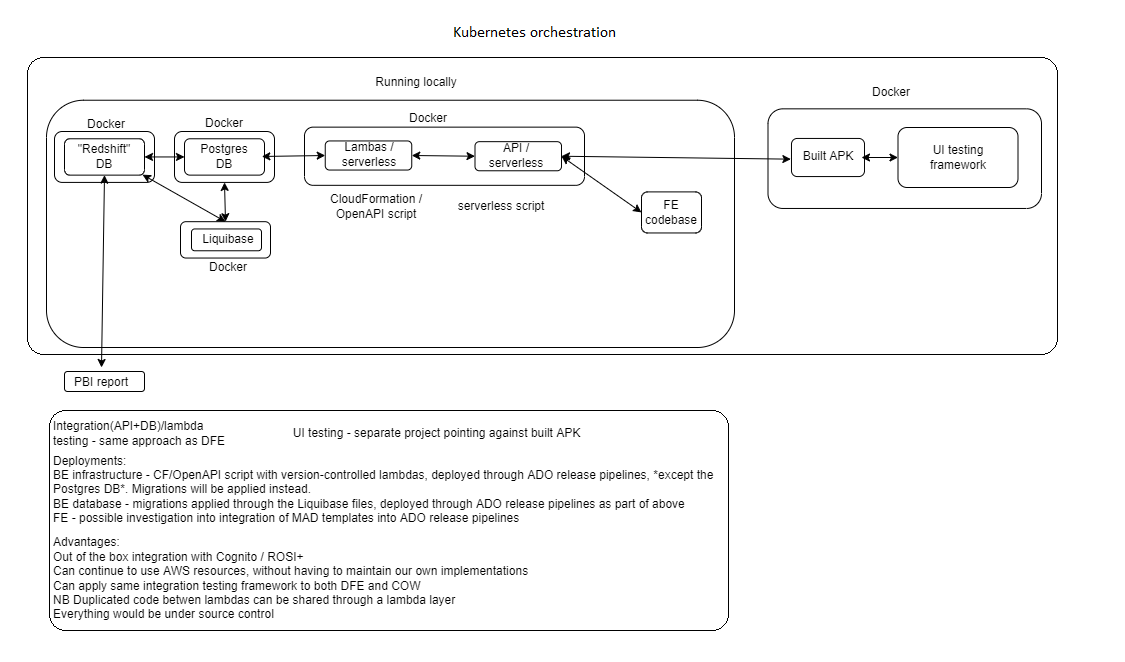 Kubernetes orchestration
Running locally
Docker
Docker
Docker
Docker
"Redshift"
DB
Postgres
DB
Lambas /
serverless
API /
serverless
Built APK
UI testing
framework
CloudFormation /
OpenAPI script
serverless script
FE
codebase
Liquibase
Docker
PBI report
Integration(API+DB)/lambda
testing - same approach as DFE
UI testing - separate project pointing against built APK
Deployments:
BE infrastructure - CF/OpenAPI script with version-controlled lambdas, deployed through ADO release pipelines, *except the
Postgres DB*. Migrations will be applied instead.
BE database - migrations applied through the Liquibase files, deployed through ADO release pipelines as part of above
FE - possible investigation into integration of MAD templates into ADO release pipelines
Advantages:
Out of the box integration with Cognito / ROSI+
Can continue to use AWS resources, without having to maintain our own implementations
Can apply same integration testing framework to both DFE and COW
NB Duplicated code betwen lambdas can be shared through a lambda layer
Everything would be under source control